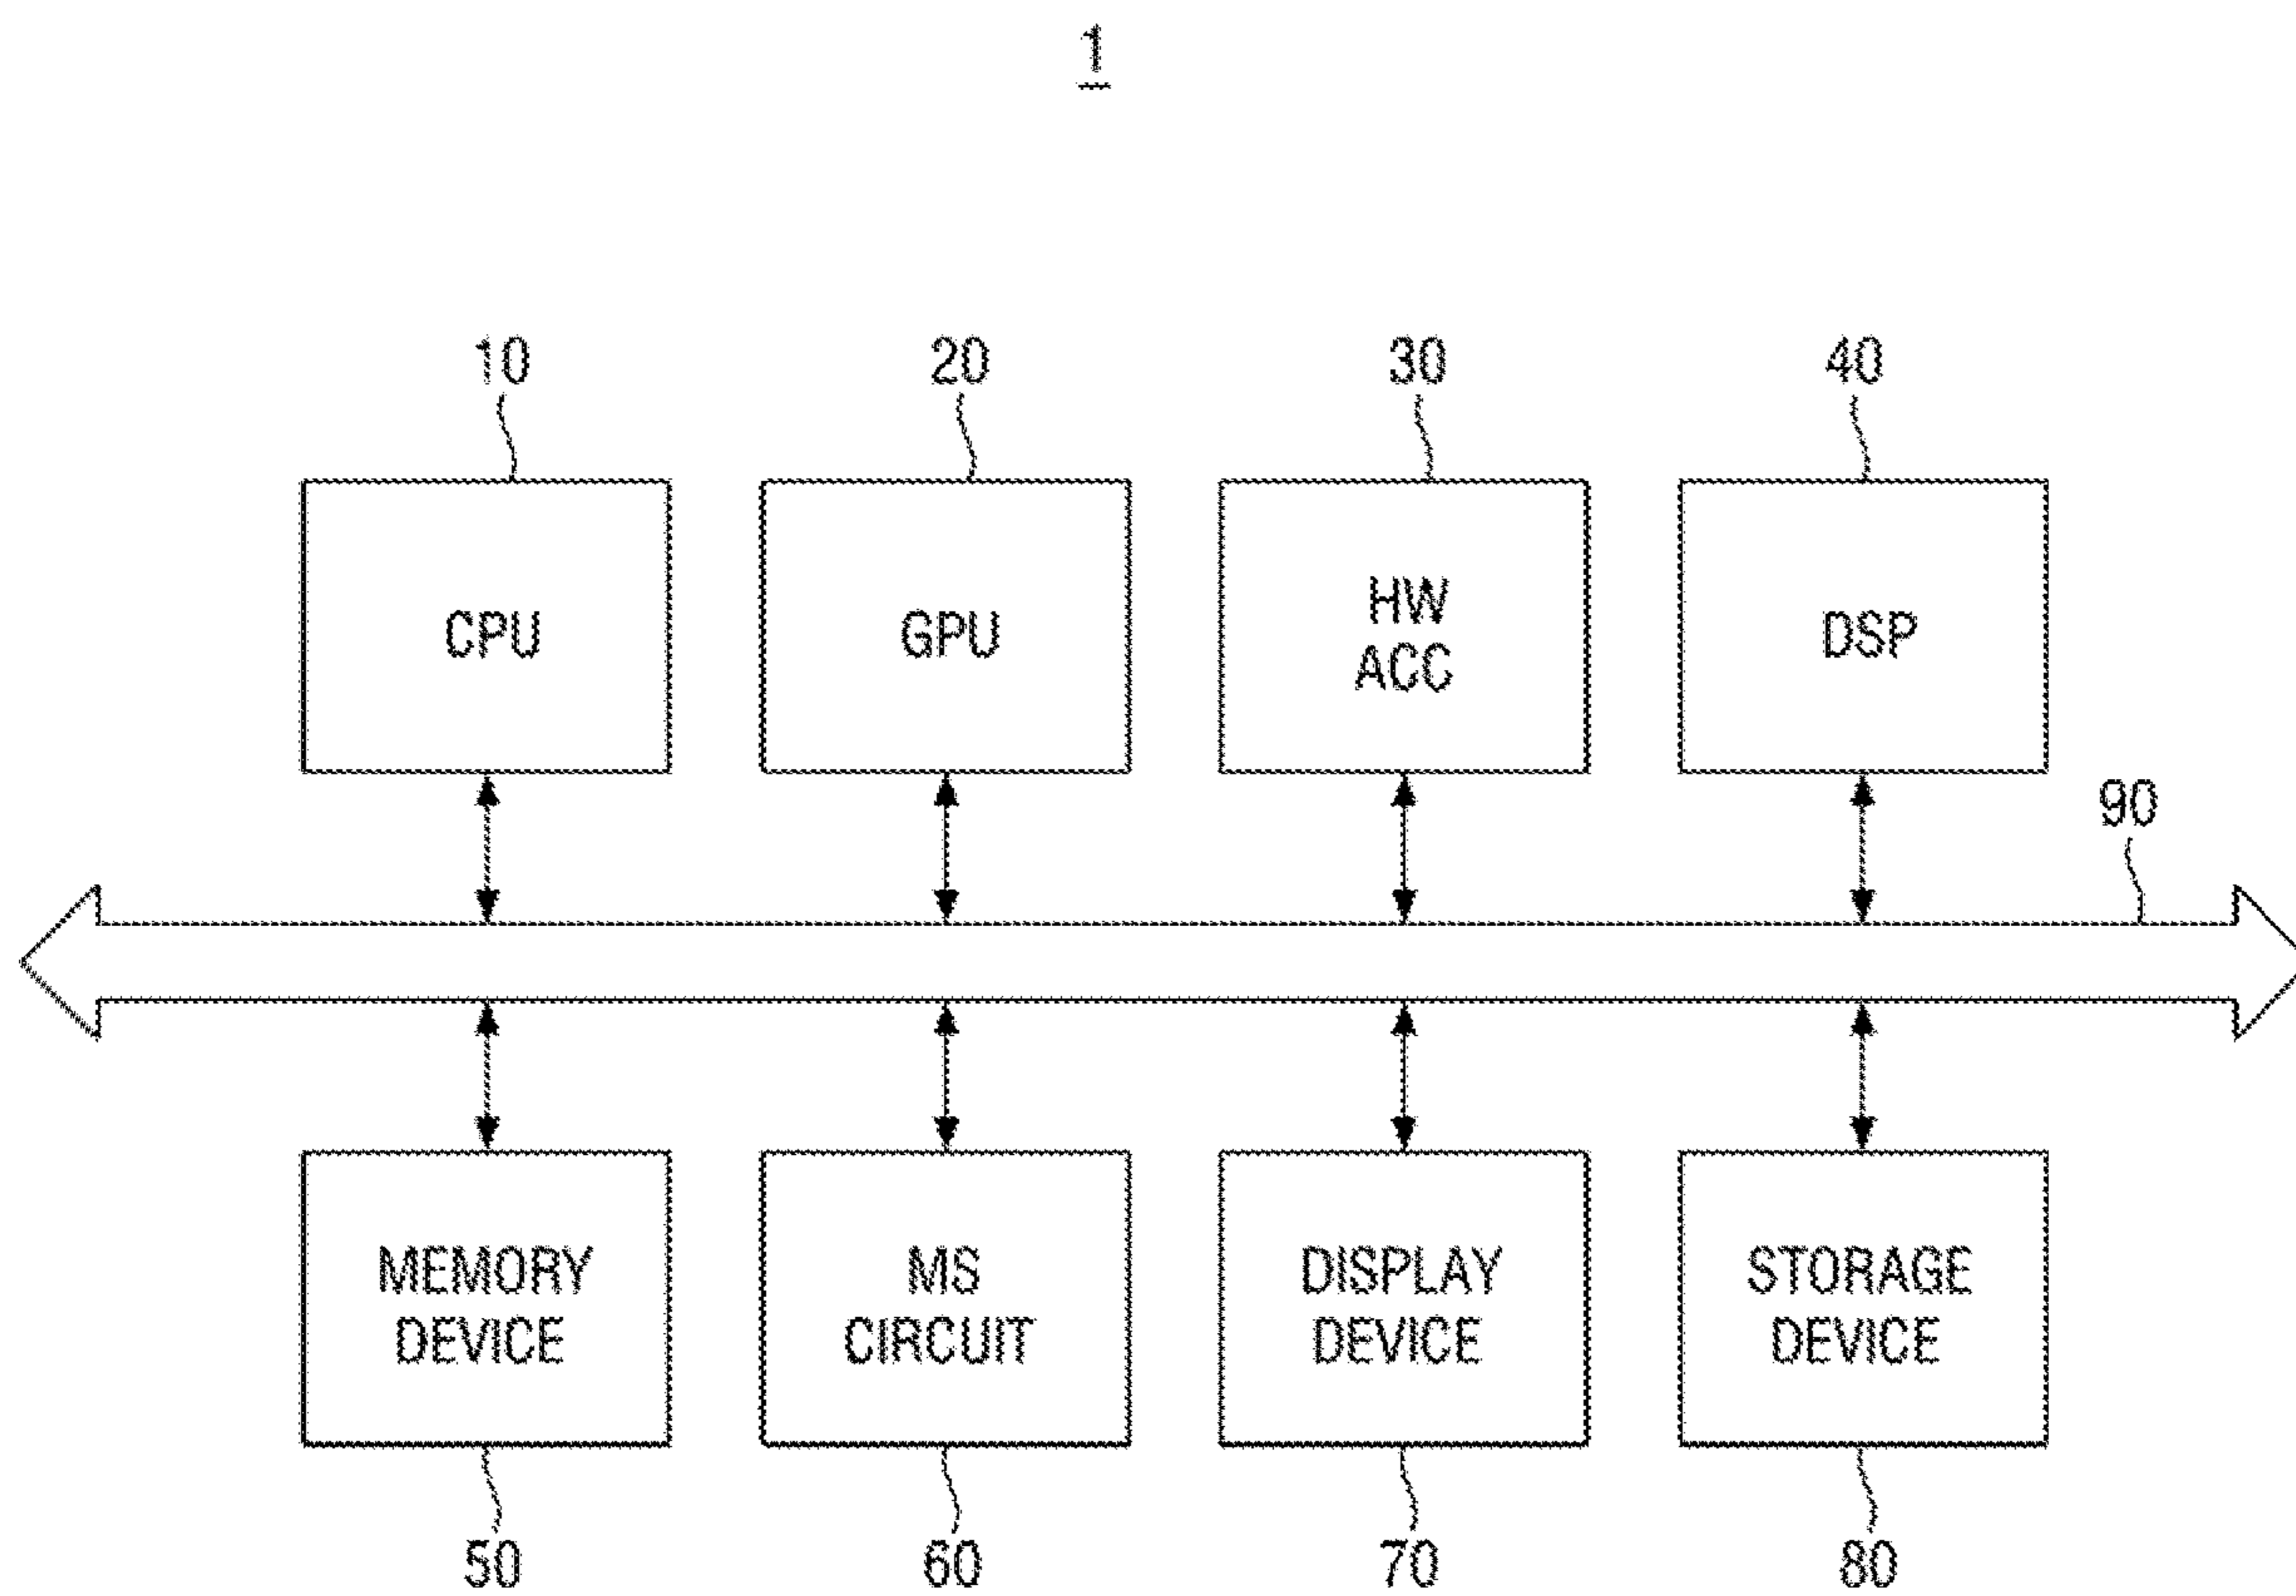 1
10
20
30
40
CPU
GPU
HW
ACC
DSP
90
MEMORY
DEVICE
MS
CIRCUIT
DISPLAY
DEVICE
STORAGE
DEVICE
50
60
70
80